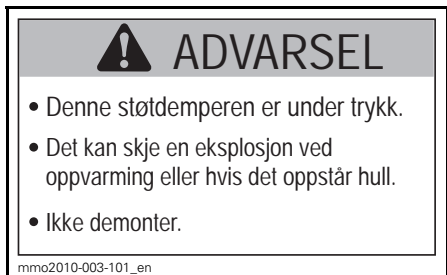 ADVARSEL
• Denne støtdemperen er under trykk.
• Det kan skje en eksplosjon ved
oppvarming eller hvis det oppstår hull.
• Ikke demonter.
mmo2010-003-101_en